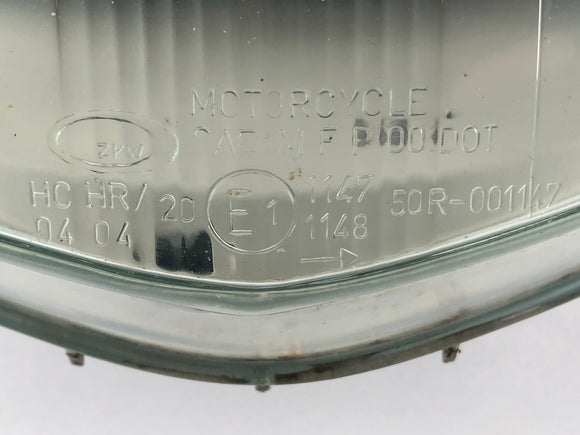 MOTORCYCLE
ZKW SAE M F P 00 DOT
HC HR/20 E1 1147 50R-001147
04 04 1148
→